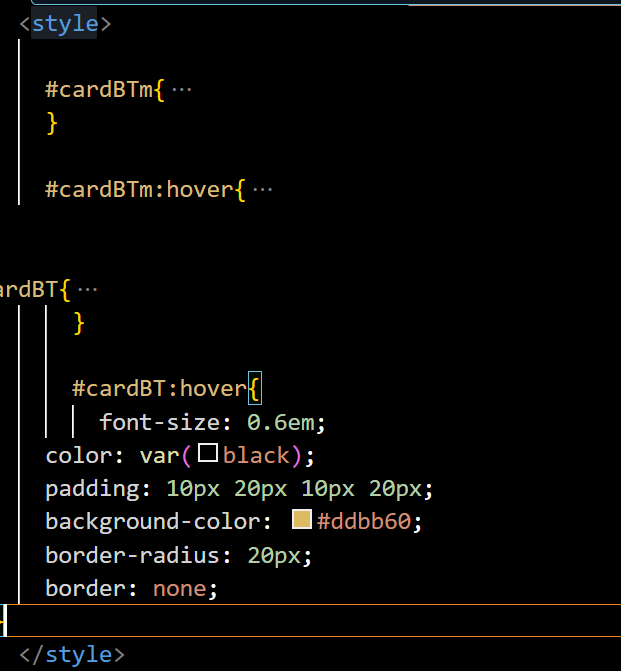 <style>
#cardBTm{ ···
}
#cardBTm:hover{ ···
ardBT{ ···
}
#cardBT:hover{
font-size: 0.6em;
color: var(black);
padding: 10px 20px 10px 20px;
background-color: #ddbb60;
border-radius: 20px;
border: none;
</style>